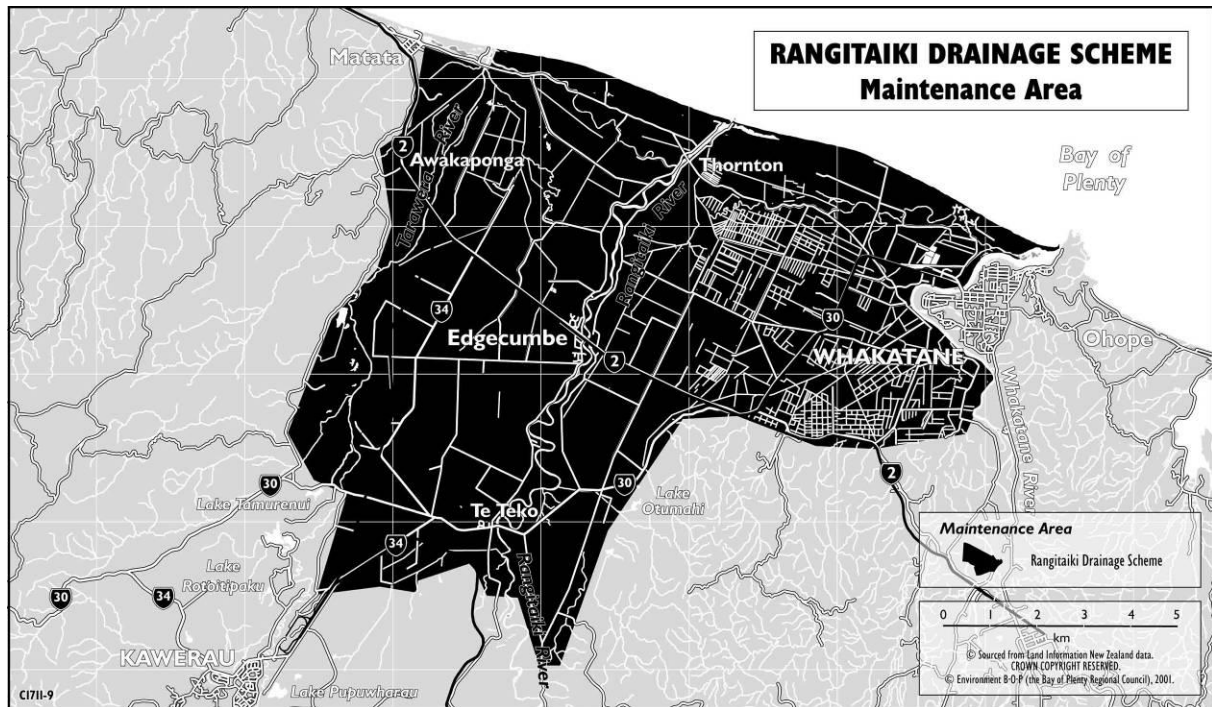 RANGITAIKI DRAINAGE SCHEME
Maintenance Area
Matata
Bay of
Plenty
2
Awakaponga
Thornton
Tarawera River
Rangitaiki River
34
30
Edgecumbe
2
WHAKATANE
Ohope
Whakatane River
30
Lake Tamurenui
30
Lake
Otumahi
2
Te Teko
34
Rangitaiki River
Lake
Rotoitipaku
30
34
KAWERAU
Lake Pupuwharau
C1711-9
Maintenance Area
Rangitaiki Drainage Scheme
0 1 2 3 4 5
km
© Sourced from Land Information New Zealand data.
CROWN COPYRIGHT RESERVED.
© Environment B·O·P (the Bay of Plenty Regional Council), 2001.